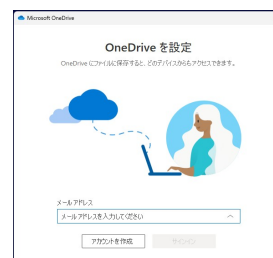 Microsoft OneDrive
OneDrive を設定
OneDrive にファイルに保存すると、どのデバイスからもアクセスできます。
メール アドレス
メール アドレスを入力してください
アカウントを作成
サインイン